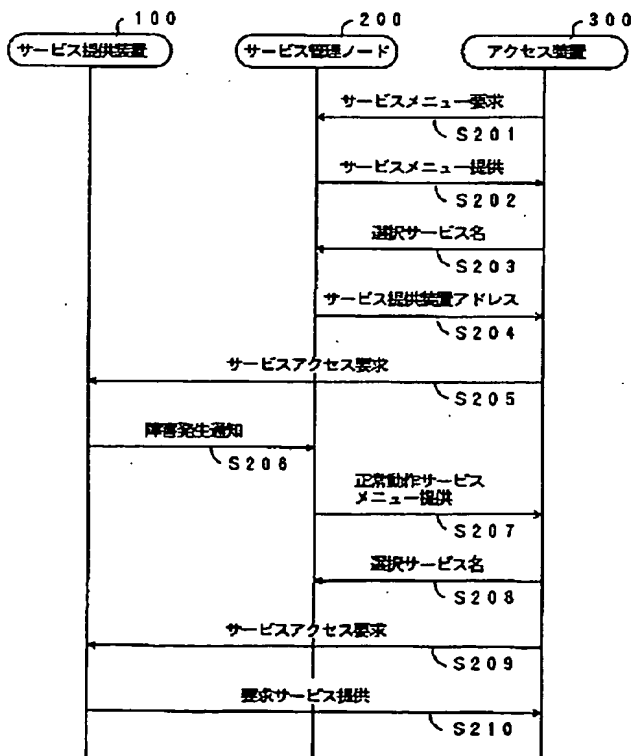 100
200
300
サービス提供装置
サービス管理ノード
アクセス装置
サービスメニュー要求
S201
サービスメニュー提供
S202
選択サービス名
S203
サービス提供装置アドレス
S204
サービスアクセス要求
S205
障害発生通知
S206
正常動作サービス
メニュー提供
S207
選択サービス名
S208
サービスアクセス要求
S209
要求サービス提供
S210